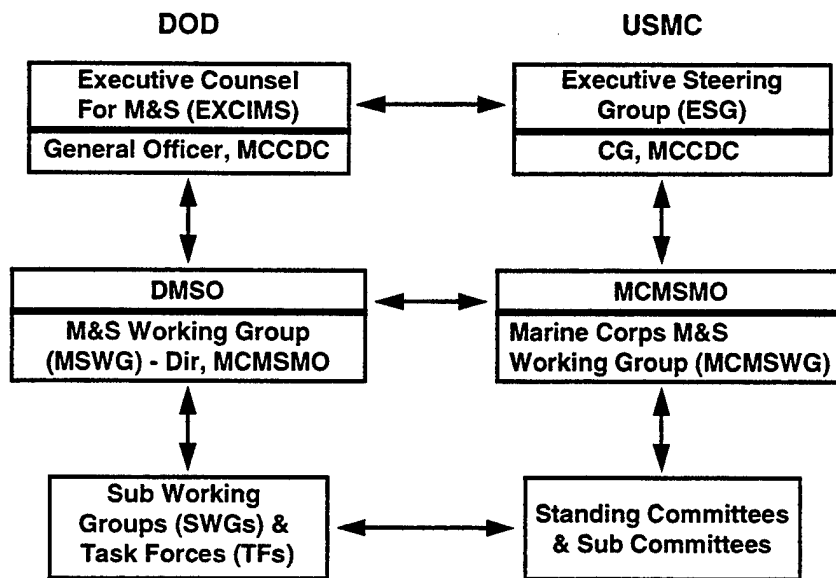 DOD
USMC
Executive Counsel
For M&S (EXCIMS)
General Officer, MCCDC
Executive Steering
Group (ESG)
CG, MCCDC
DMSO
M&S Working Group
(MSWG) - Dir, MCMSMO
MCMSMO
Marine Corps M&S
Working Group (MCMSWG)
Sub Working
Groups (SWGs) &
Task Forces (TFs)
Standing Committees
& Sub Committees